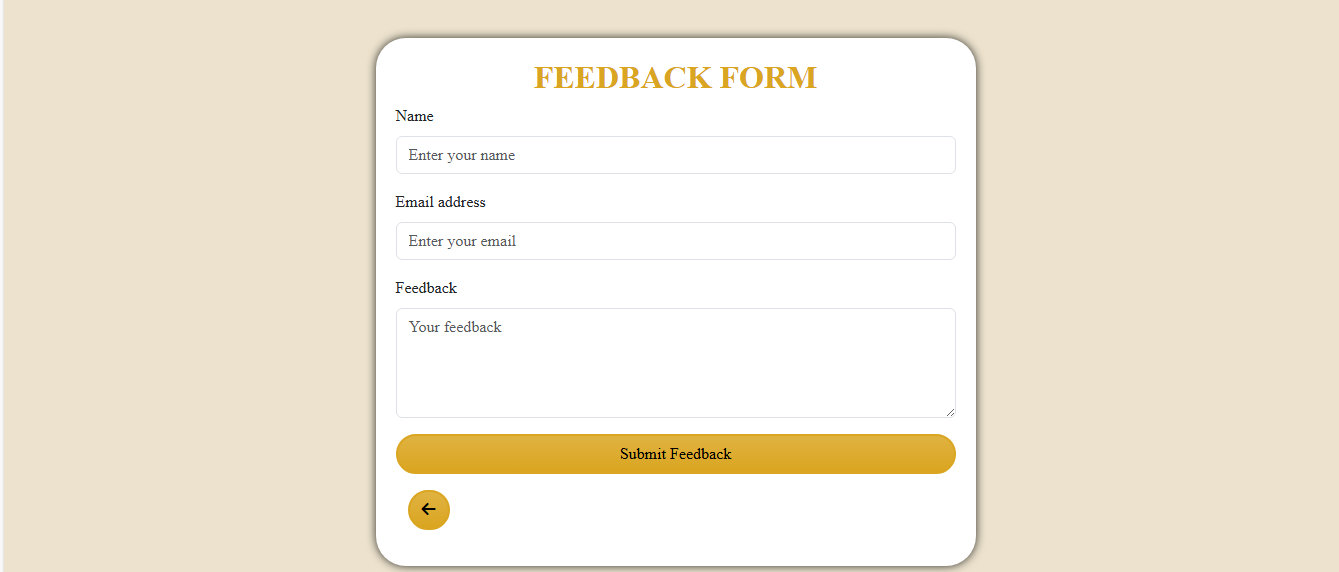 FEEDBACK FORM
Name
Enter your name
Email address
Enter your email
Feedback
Your feedback
Submit Feedback